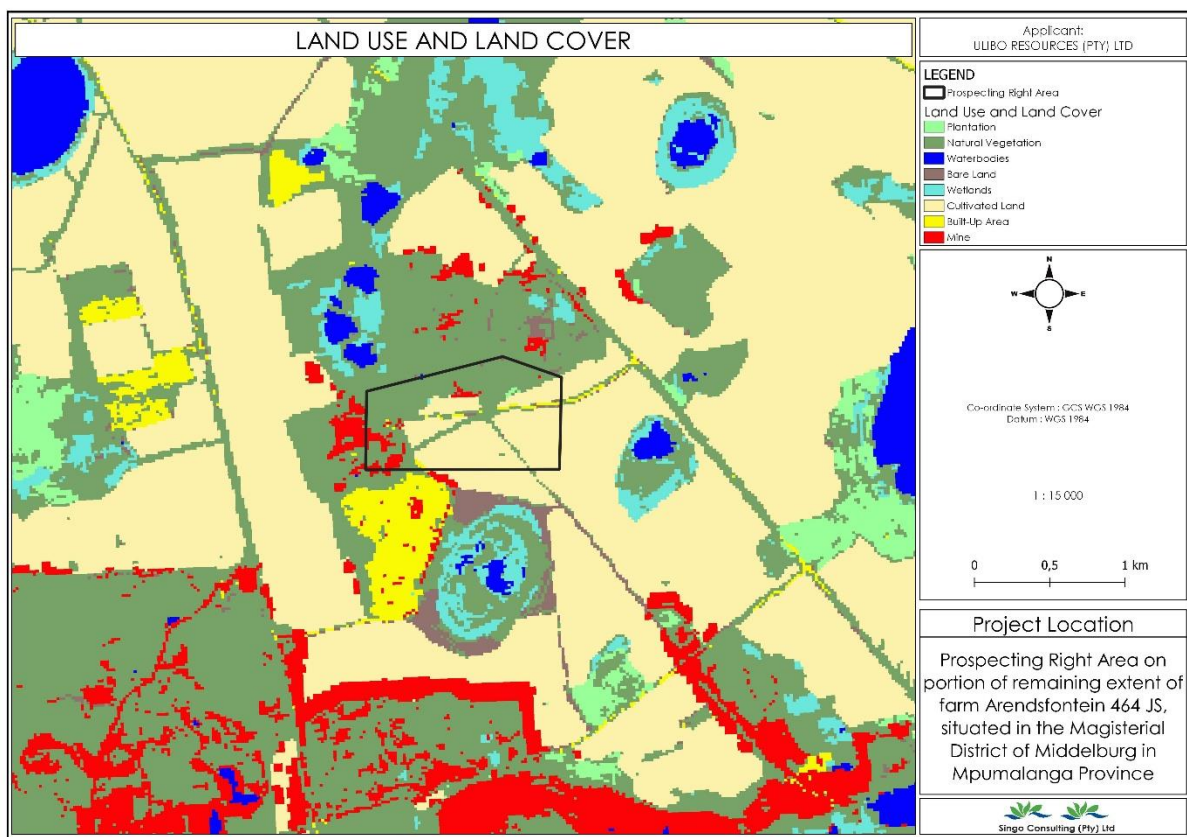 LAND USE AND LAND COVER
Applicant:
ULIBO RESOURCES (PTY) LTD
LEGEND
Prospecting Right Area
Land Use and Land Cover
Plantation
Natural Vegetation
Waterbodies
Bare Land
Wetlands
Cultivated Land
Built-Up Area
Mine
N
W E
S
Co-ordinate System : GCS WGS 1984
Datum : WGS 1984
1 : 15 000
0 0,5 1 km
Project Location
Prospecting Right Area on
portion of remaining extent of
farm Arendsfontein 464 JS,
situated in the Magisterial
District of Middelburg in
Mpumalanga Province
Singo Consulting (Pty) Ltd